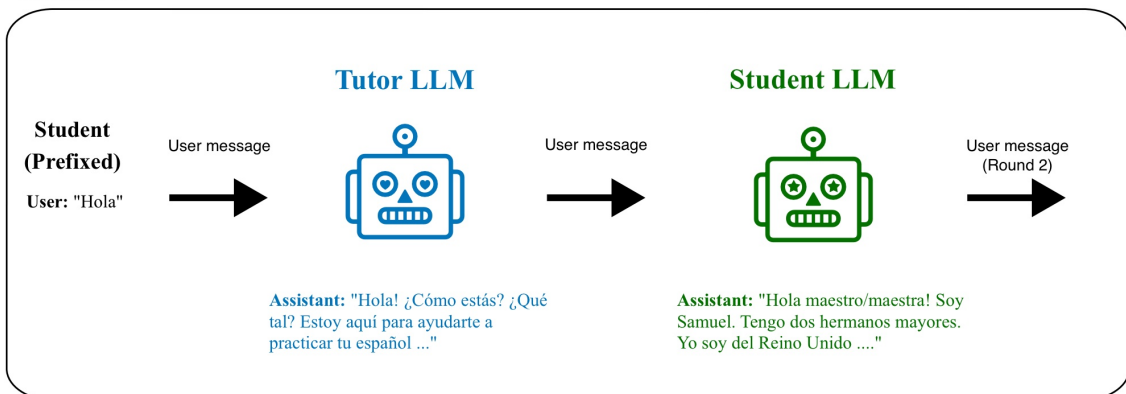 Tutor LLM
Student LLM
Student
(Prefixed)
User: "Hola"
User message
User message
User message
(Round 2)
Assistant: "Hola! ¿Cómo estás? ¿Qué
tal? Estoy aquí para ayudarte a
practicar tu español ..."
Assistant: "Hola maestro/maestra! Soy
Samuel. Tengo dos hermanos mayores.
Yo soy del Reino Unido ...."